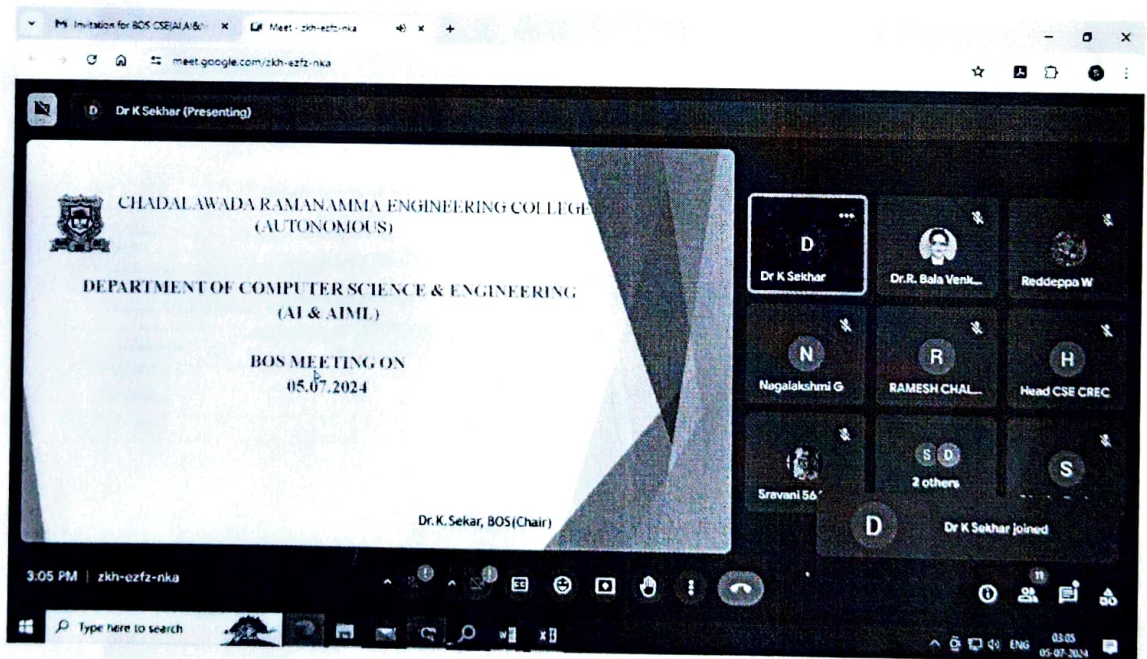 Invitation for BOS CSE(AI,AI&
Meet - zkh-ezfz-nka
meet.google.com/zkh-ezfz-nka
S
D Dr K Sekhar (Presenting)
CHADALAWADA RAMANAMMA ENGINEERING COLLEGE
(AUTONOMOUS)
DEPARTMENT OF COMPUTER SCIENCE & ENGINEERING
(AI & AIML)
BOS MEETING ON
05.07.2024
Dr. K. Sekar, BOS(Chair)
D
Dr K Sekhar
Dr.R. Bala Venk...
Reddeppa W
N
Nagalakshmi G
R
RAMESH CHAL...
H
Head CSE CREC
Sravani 56
S D
2 others
S
D Dr K Sekhar joined
3:05 PM | zkh-ezfz-nka
CC
11
Type here to search
ENG
03:05
05-07-2024